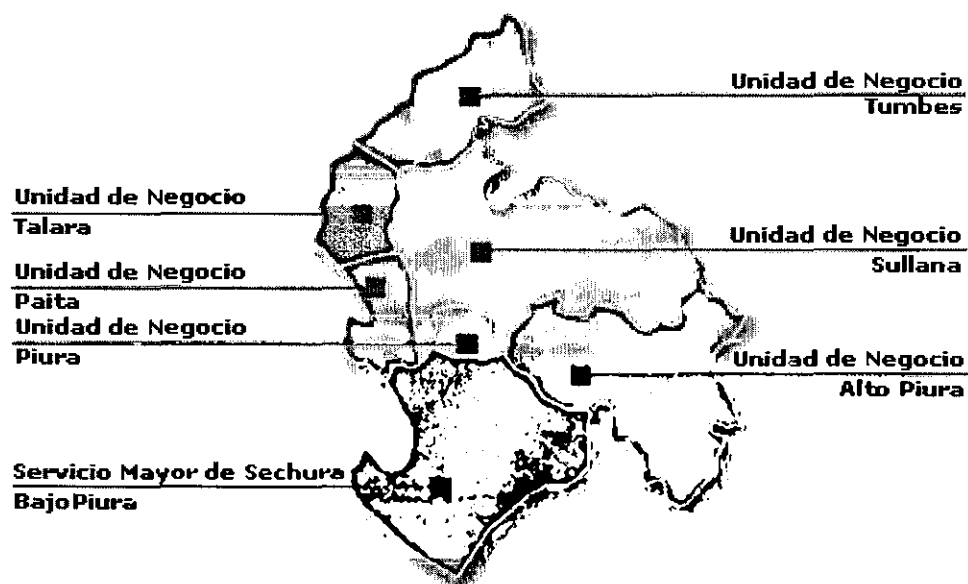 Unidad de Negocio
Tumbes
Unidad de Negocio
Talara
Unidad de Negocio
Sullana
Unidad de Negocio
Paita
Unidad de Negocio
Piura
Unidad de Negocio
Alto Piura
Servicio Mayor de Sechura
BajoPiura